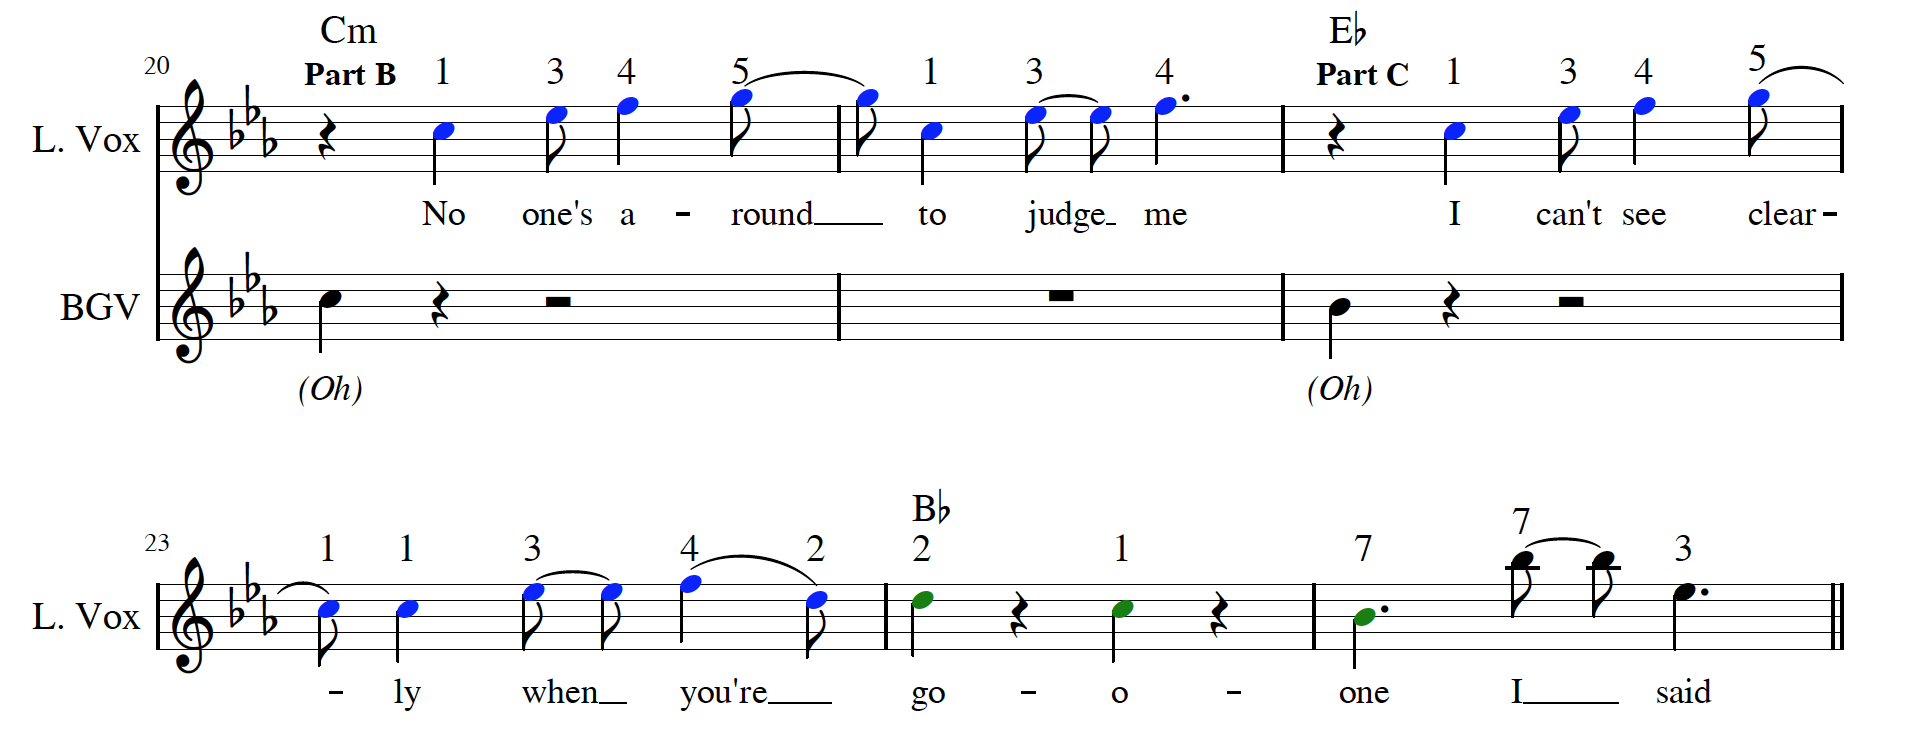 Cm E♭
20 Part B 1 3 4 5 1 3 4 Part C 1 3 4 5
L. Vox
No one's a - round to judge me I can't see clear -
BGV
(Oh) (Oh)
B♭
23 1 1 3 4 2 2 1 7 7 3
L. Vox
- ly when you're go - o - one I said